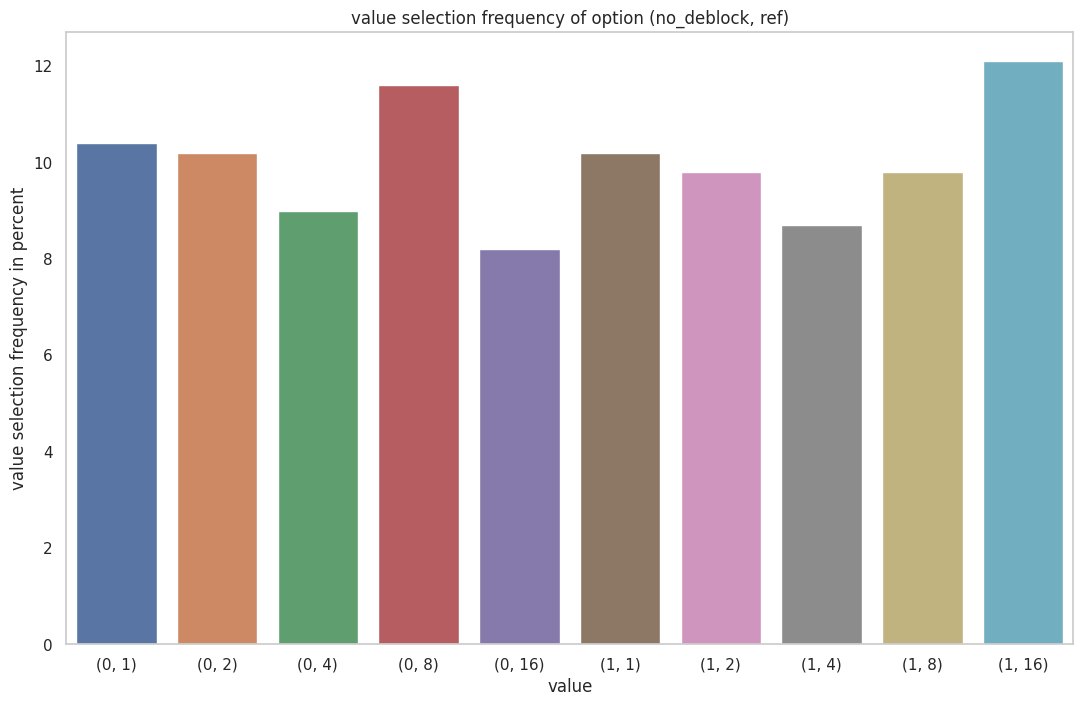 value selection frequency of option (no_deblock, ref)
value selection frequency in percent
12
10
8
6
4
2
0
(0, 1) (0, 2) (0, 4) (0, 8) (0, 16) (1, 1) (1, 2) (1, 4) (1, 8) (1, 16)
value